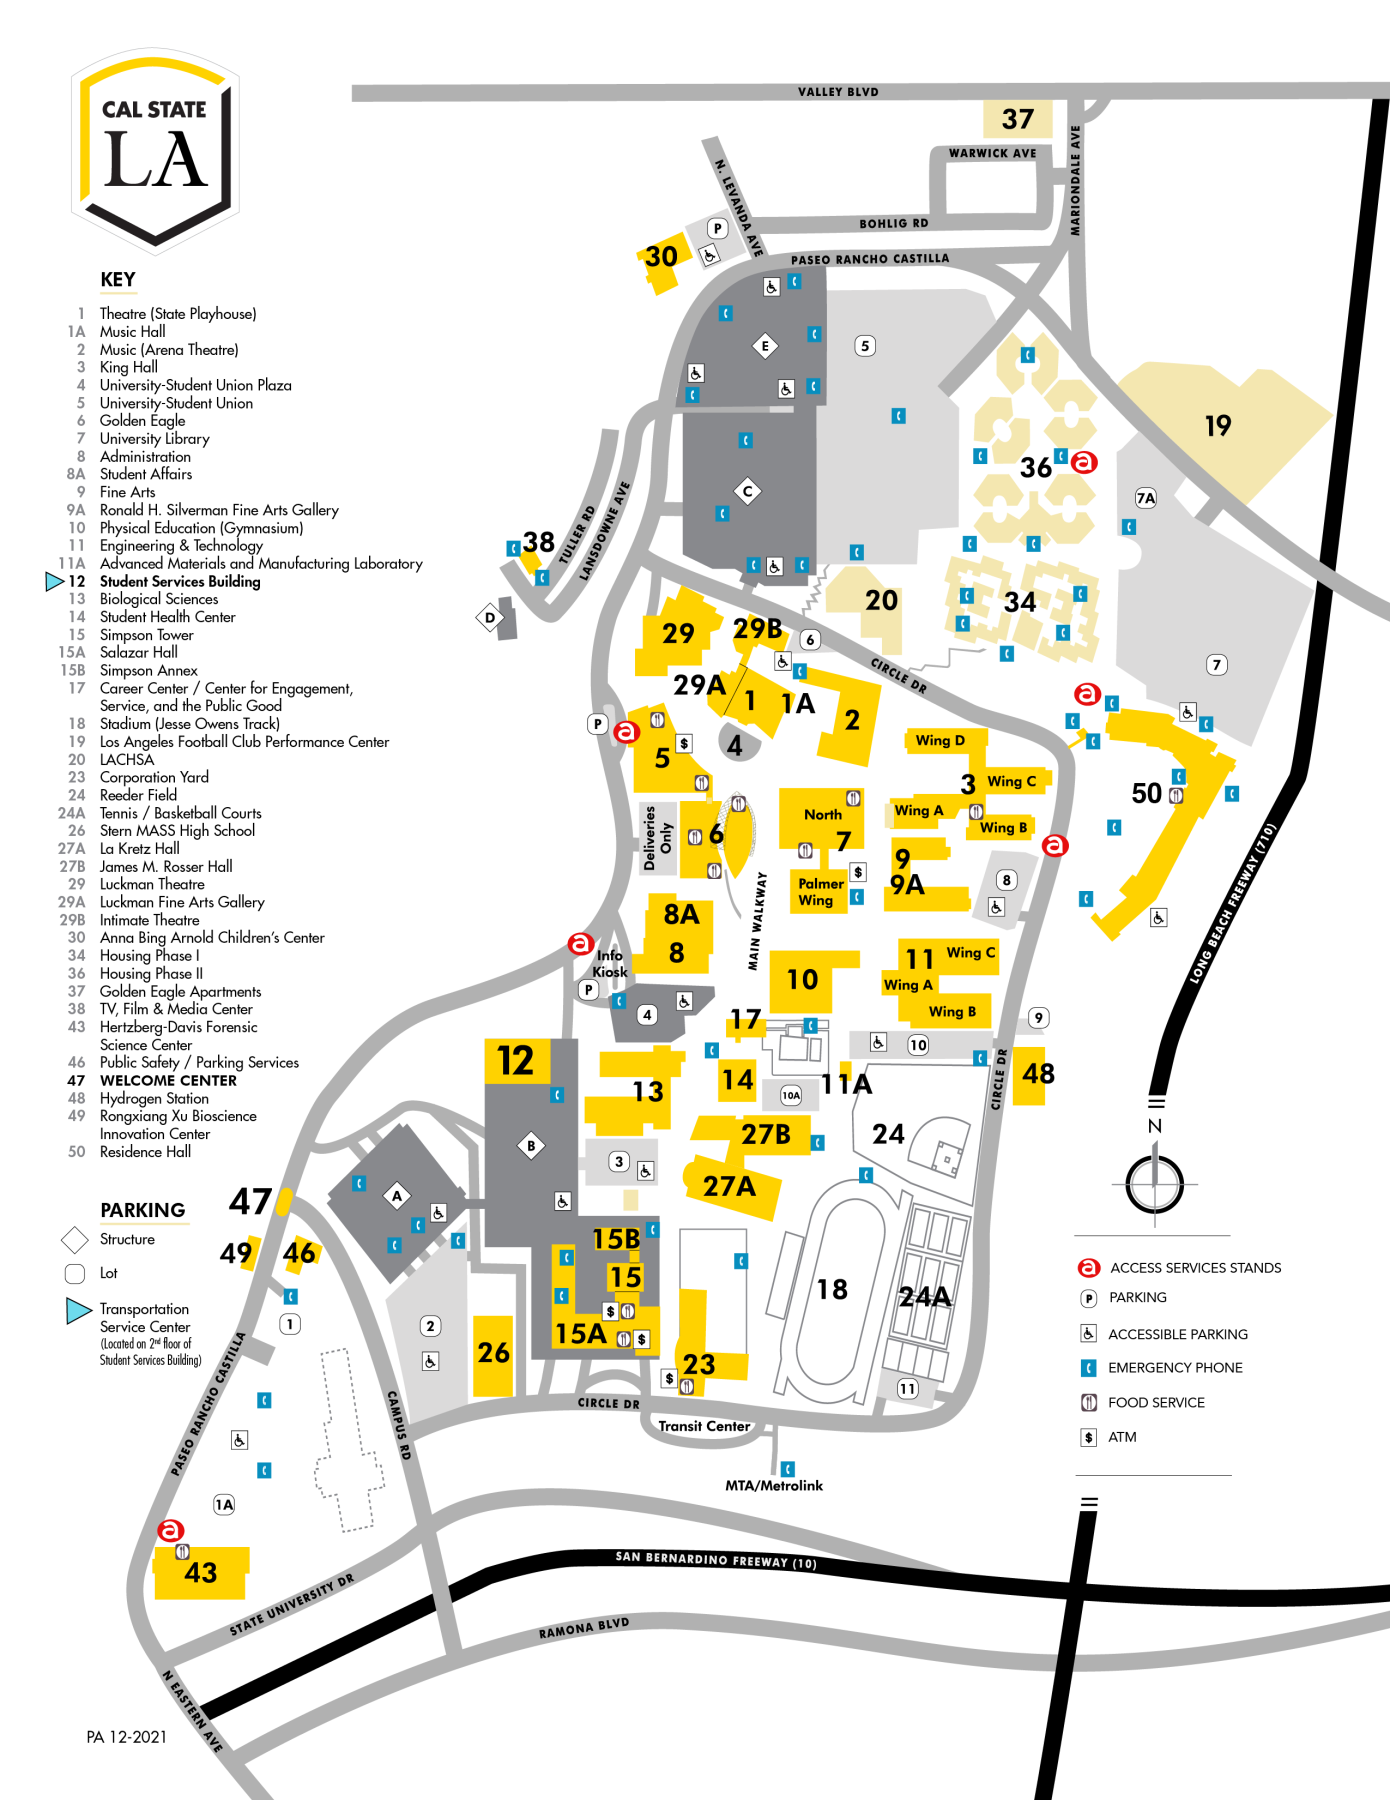 CAL STATE
LA
KEY
1 Theatre (State Playhouse)
1A Music Hall
2 Music (Arena Theatre)
3 King Hall
4 University-Student Union Plaza
5 University-Student Union
6 Golden Eagle
7 University Library
8 Administration
8A Student Affairs
9 Fine Arts
9A Ronald H. Silverman Fine Arts Gallery
10 Physical Education (Gymnasium)
11 Engineering & Technology
11A Advanced Materials and Manufacturing Laboratory
12 Student Services Building
13 Biological Sciences
14 Student Health Center
15 Simpson Tower
15A Salazar Hall
15B Simpson Annex
17 Career Center / Center for Engagement,
Service, and the Public Good
18 Stadium (Jesse Owens Track)
19 Los Angeles Football Club Performance Center
20 LACHSA
23 Corporation Yard
24 Reeder Field
24A Tennis / Basketball Courts
26 Stern MASS High School
27A La Kretz Hall
27B James M. Rosser Hall
29 Luckman Theatre
29A Luckman Fine Arts Gallery
29B Intimate Theatre
30 Anna Bing Arnold Children's Center
34 Housing Phase I
36 Housing Phase II
37 Golden Eagle Apartments
38 TV, Film & Media Center
43 Hertzberg-Davis Forensic
Science Center
46 Public Safety / Parking Services
47 WELCOME CENTER
48 Hydrogen Station
49 Rongxiang Xu Bioscience
Innovation Center
50 Residence Hall
PARKING
Structure
Lot
Transportation
Service Center
(Located on 2nd floor of
Student Services Building)
PA 12-2021
VALLEY BLVD
37
WARWICK AVE
MARIONDALE AVE
N. LEVANDA AVE
BOHLIG RD
P
30
PASEO RANCHO CASTILLA
E
5
19
36
a
C
7A
TULLER RD
LANSDOWNE AVE
38
D
20
34
29
29B
6
7
CIRCLE DR
29A
1
1A
2
a
P
a
5
$
4
Wing D
3
Wing C
50
Wing A
Wing B
a
Deliveries
Only
6
North
7
Palmer
Wing
$
9
9A
8
MAIN WALKWAY
LONG BEACH FREEWAY (710)
8A
8
a
Info
Kiosk
P
4
10
11
Wing C
Wing A
Wing B
17
9
10
12
13
14
10A
11A
48
CIRCLE DR
N
B
27B
24
3
27A
A
47
49
46
15B
15
$
15A
$
18
24A
1
2
26
23
$
11
PASEO RANCHO CASTILLA
CAMPUS RD
CIRCLE DR
Transit Center
MTA/Metrolink
1A
a
43
STATE UNIVERSITY DR
SAN BERNARDINO FREEWAY (10)
RAMONA BLVD
N EASTERN AVE
a ACCESS SERVICES STANDS
P PARKING
ACCESSIBLE PARKING
EMERGENCY PHONE
FOOD SERVICE
$ ATM